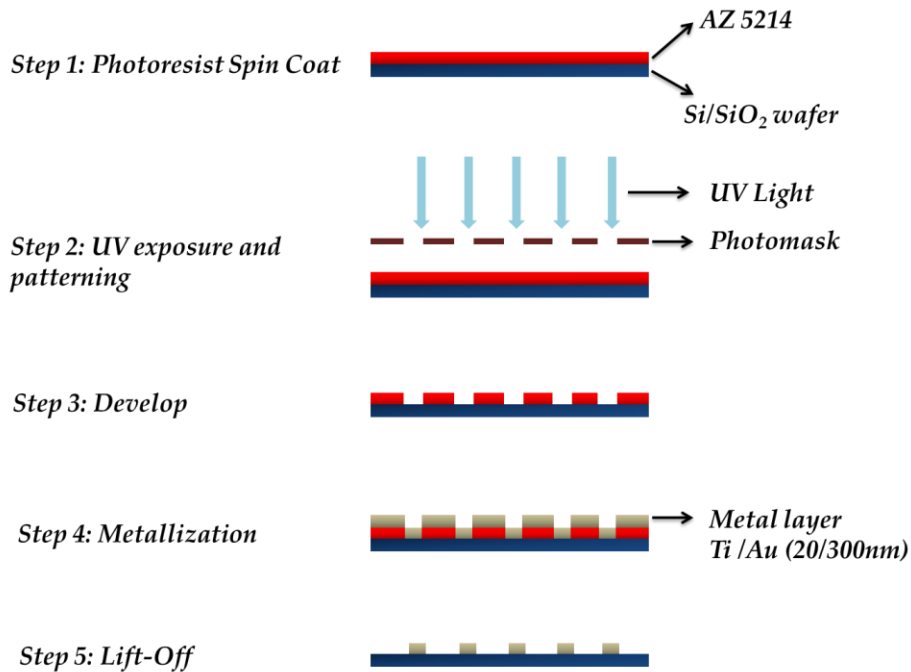 AZ 5214
Step 1: Photoresist Spin Coat
Si/SiO₂ wafer
UV Light
Step 2: UV exposure and
patterning
Photomask
Step 3: Develop
Step 4: Metallization
Metal layer
Ti /Au (20/300nm)
Step 5: Lift-Off